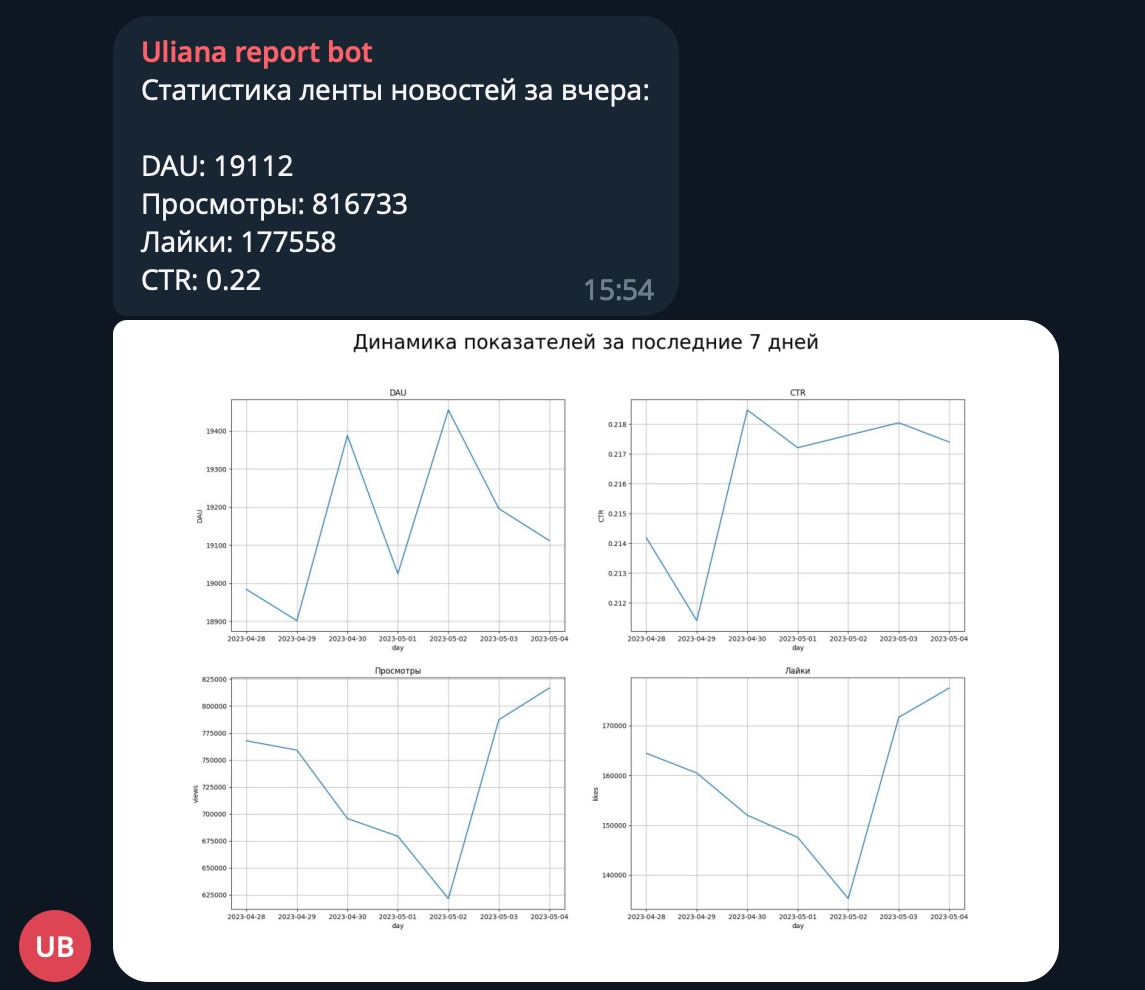 Uliana report bot
Статистика ленты новостей за вчера:
DAU: 19112
Просмотры: 816733
Лайки: 177558
CTR: 0.22
15:54
Динамика показателей за последние 7 дней
DAU
19400
19300
19200
19100
19000
18900
DAU
2023-04-28 2023-04-29 2023-04-30 2023-05-01 2023-05-02 2023-05-03 2023-05-04
day
CTR
0.218
0.217
0.216
0.215
0.214
0.213
0.212
CTR
2023-04-28 2023-04-29 2023-04-30 2023-05-01 2023-05-02 2023-05-03 2023-05-04
day
Просмотры
825000
800000
775000
750000
725000
700000
675000
650000
625000
views
2023-04-28 2023-04-29 2023-04-30 2023-05-01 2023-05-02 2023-05-03 2023-05-04
day
Лайки
170000
160000
150000
140000
likes
2023-04-28 2023-04-29 2023-04-30 2023-05-01 2023-05-02 2023-05-03 2023-05-04
day
UB